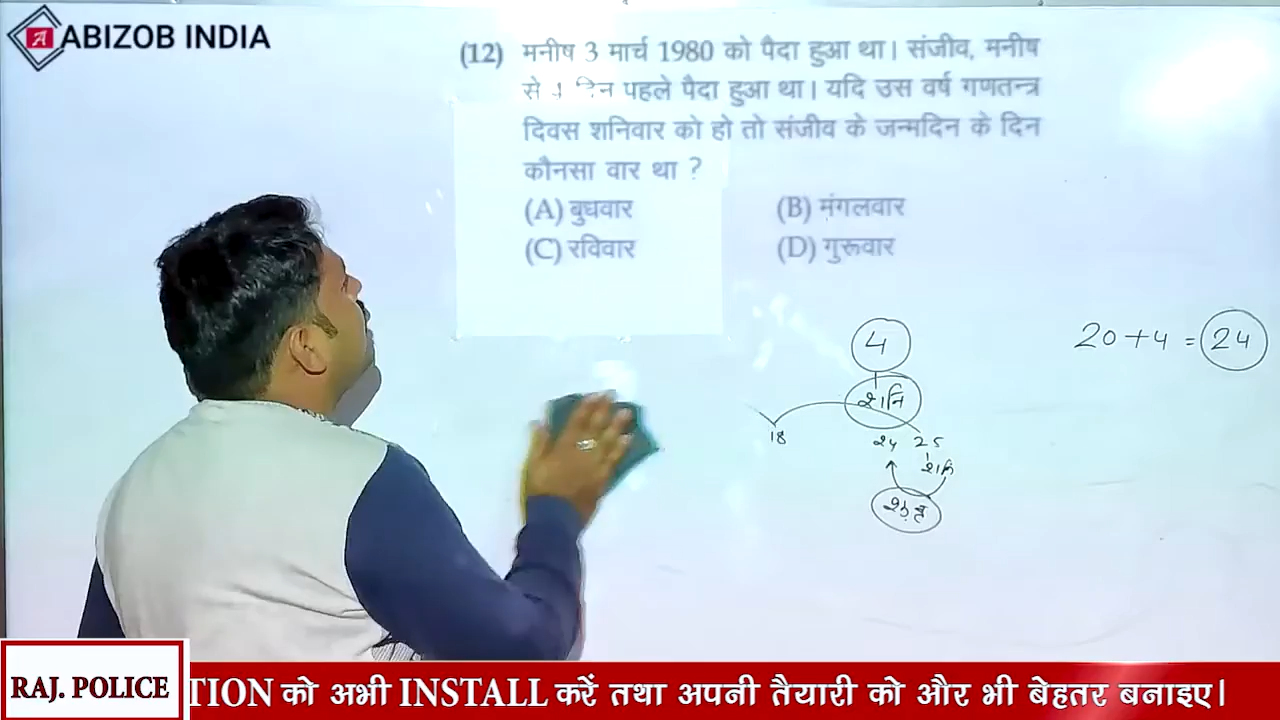 ABIZOB INDIA
(12) मनीष 3 मार्च 1980 को पैदा हुआ था। संजीव, मनीष
से 4 दिन पहले पैदा हुआ था। यदि उस वर्ष गणतन्त्र
दिवस शनिवार को हो तो संजीव के जन्मदिन के दिन
कौनसा वार था ?
(A) बुधवार (B) मंगलवार
(C) रविवार (D) गुरूवार
4
20+4 = 24
शनि
18 24 25
शनि
शुक्र
RAJ. POLICE
TION को अभी INSTALL करें तथा अपनी तैयारी को और भी बेहतर बनाइए।